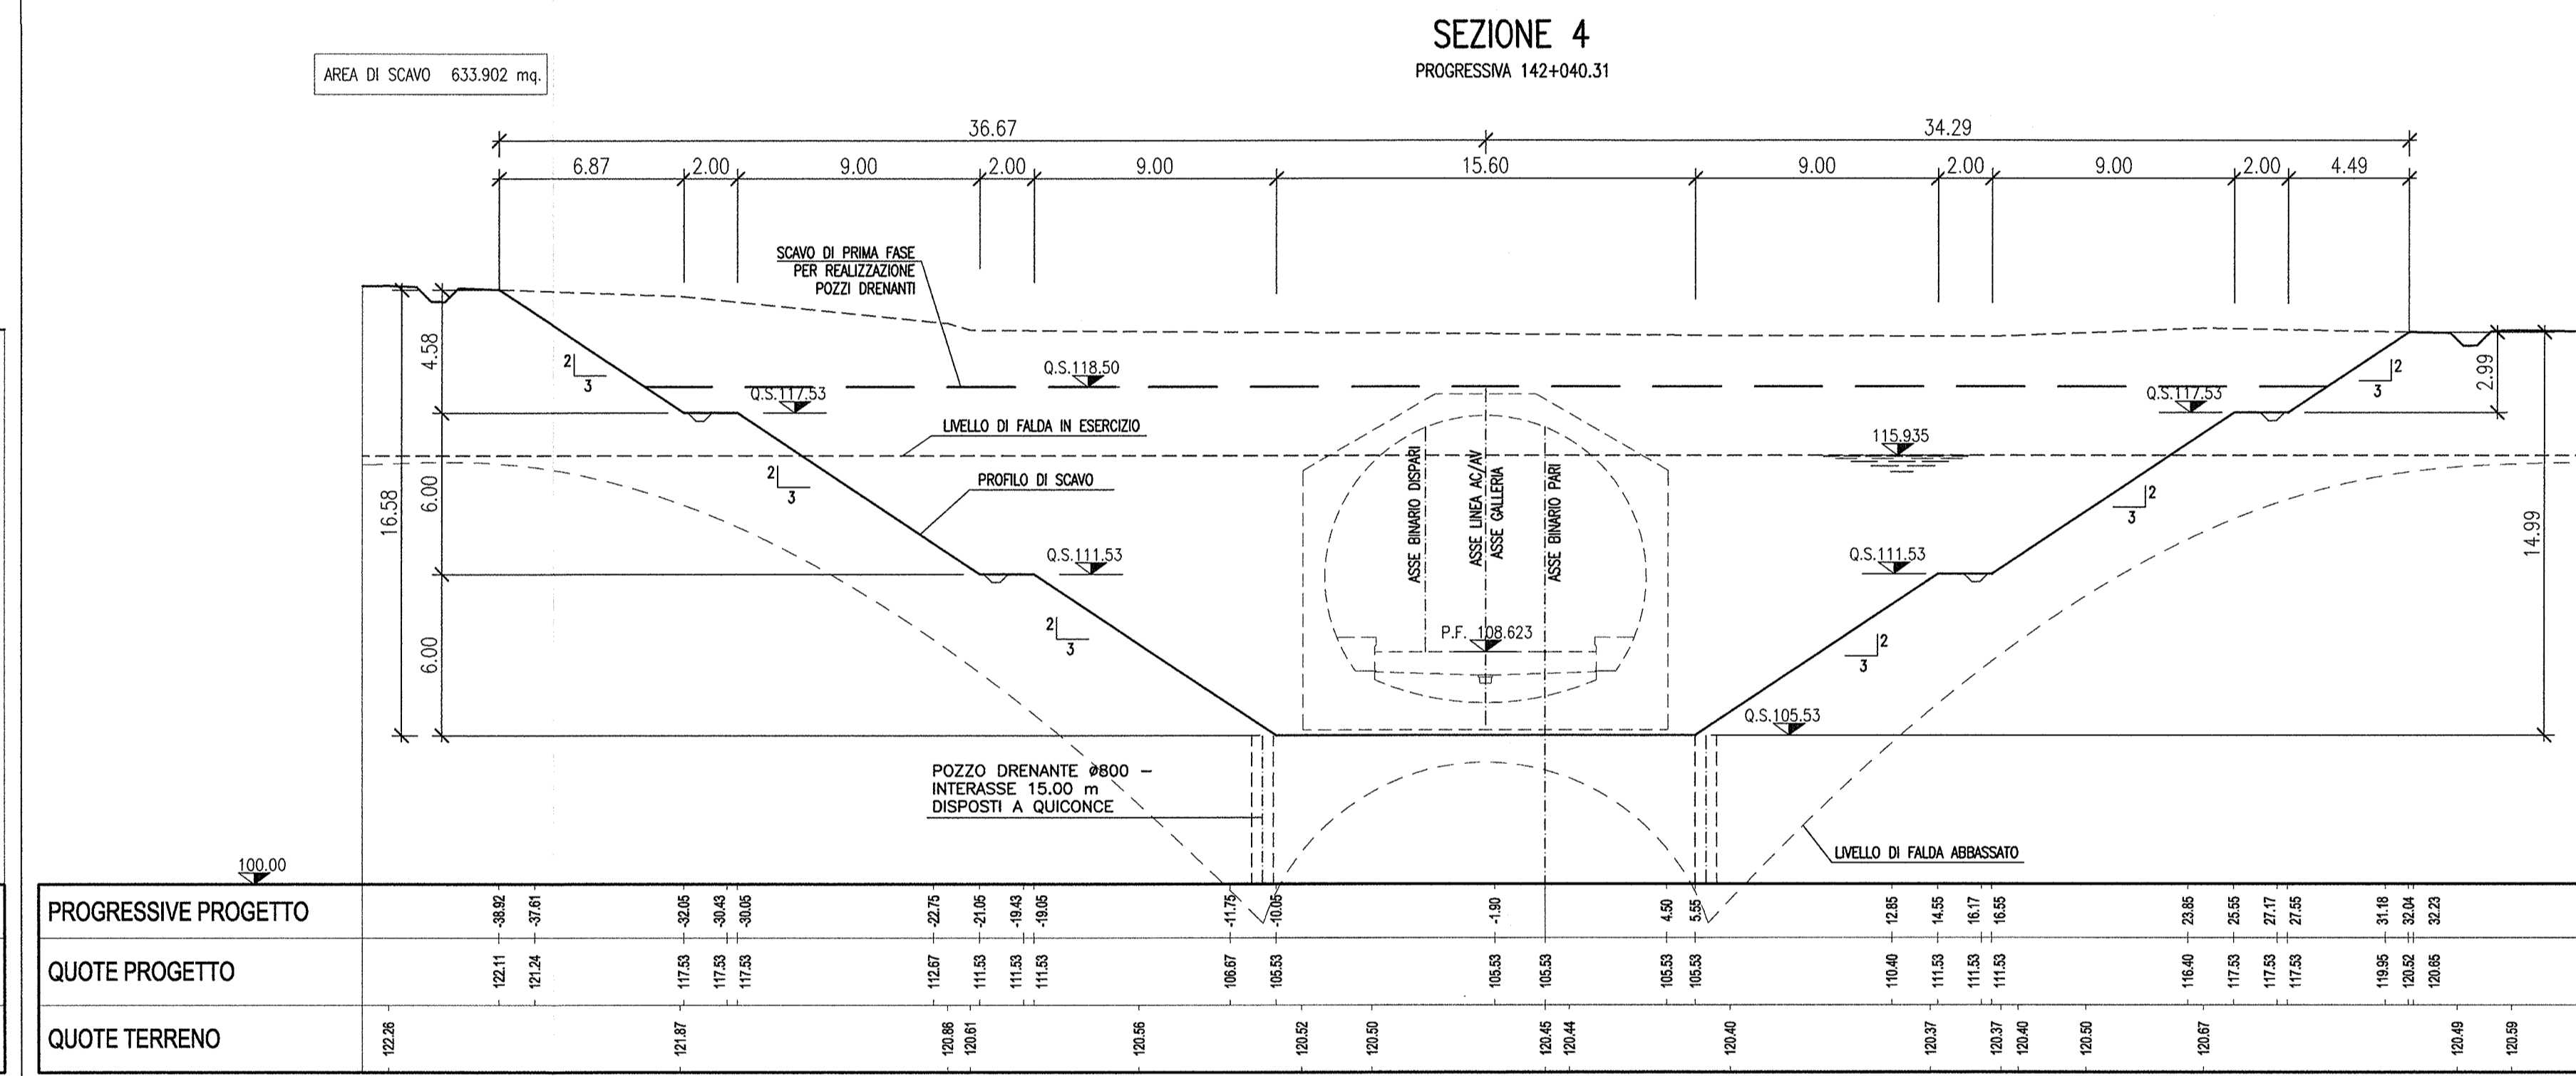 SEZIONE 4
PROGRESSIVA 142+040.31
AREA DI SCAVO 633.902 mq.
36.67 34.29
6.87 2.00 9.00 2.00 9.00 15.60 9.00 2.00 9.00 2.00 4.49
SCAVO DI PRIMA FASE
PER REALIZZAZIONE
POZZI DRENANTI
4.58
2
3
Q.S.118.50
Q.S.117.53
Q.S.117.53
2
3
2.99
LIVELLO DI FALDA IN ESERCIZIO
115.935
16.58
6.00
2
3
PROFILO DI SCAVO
ASSE BINARIO DISPARI
ASSE LINEA AC/AV
ASSE GALLERIA
ASSE BINARIO PARI
2
3
14.99
Q.S.111.53
Q.S.111.53
6.00
2
3
P.F. 108.623
2
3
Q.S.105.53
POZZO DRENANTE ø800 -
INTERASSE 15.00 m
DISPOSTI A QUICONCE
LIVELLO DI FALDA ABBASSATO
100.00
PROGRESSIVE PROGETTO -38.92 -37.61 -32.05 -30.43 -30.05 -22.75 -21.05 -19.43 -19.05 -11.75 -10.05 -1.90 4.50 5.55 12.85 14.55 16.17 16.55 23.85 25.55 27.17 27.55 31.18 32.04 32.23
QUOTE PROGETTO 122.11 121.24 117.53 117.53 117.53 112.67 111.53 111.53 111.53 106.67 105.53 105.53 105.53 105.53 105.53 110.40 111.53 111.53 111.53 116.40 117.53 117.53 117.53 119.95 120.52 120.65
QUOTE TERRENO 122.26 121.87 120.86 120.61 120.56 120.52 120.50 120.45 120.44 120.40 120.37 120.37 120.40 120.50 120.67 120.49 120.59